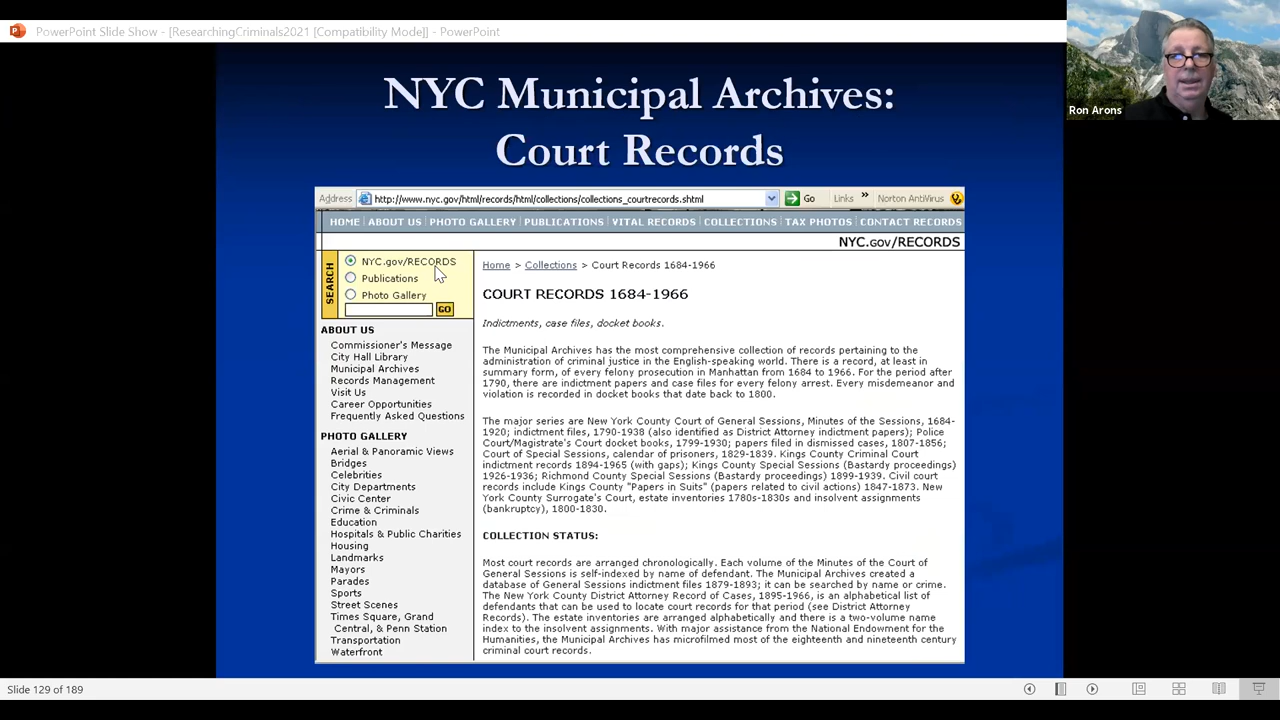 PowerPoint Slide Show - [ResearchingCriminals2021 [Compatibility Mode]] - PowerPoint
Ron Arons
NYC Municipal Archives:
Court Records
Address http://www.nyc.gov/html/records/html/collections/collections_courtrecords.shtml Go Links » Norton AntiVirus
HOME ABOUT US PHOTO GALLERY PUBLICATIONS VITAL RECORDS COLLECTIONS TAX PHOTOS CONTACT RECORDS
NYC.gov/RECORDS
SEARCH
NYC.gov/RECORDS
Publications
Photo Gallery
GO
ABOUT US
Commissioner's Message
City Hall Library
Municipal Archives
Records Management
Visit Us
Career Opportunities
Frequently Asked Questions
PHOTO GALLERY
Aerial & Panoramic Views
Bridges
Celebrities
City Departments
Civic Center
Crime & Criminals
Education
Hospitals & Public Charities
Housing
Landmarks
Mayors
Parades
Sports
Street Scenes
Times Square, Grand
Central, & Penn Station
Transportation
Waterfront
Home > Collections > Court Records 1684-1966
COURT RECORDS 1684-1966
Indictments, case files, docket books.
The Municipal Archives has the most comprehensive collection of records pertaining to the
administration of criminal justice in the English-speaking world. There is a record, at least in
summary form, of every felony prosecution in Manhattan from 1684 to 1966. For the period after
1790, there are indictment papers and case files for every felony arrest. Every misdemeanor and
violation is recorded in docket books that date back to 1800.
The major series are New York County Court of General Sessions, Minutes of the Sessions, 1684-
1920; indictment files, 1790-1938 (also identified as District Attorney indictment papers); Police
Court/Magistrate's Court docket books, 1799-1930; papers filed in dismissed cases, 1807-1856;
Court of Special Sessions, calendar of prisoners, 1829-1839. Kings County Criminal Court
indictment records 1894-1965 (with gaps); Kings County Special Sessions (Bastardy proceedings)
1926-1936; Richmond County Special Sessions (Bastardy proceedings) 1899-1939. Civil court
records include Kings County "Papers in Suits" (papers related to civil actions) 1847-1873. New
York County Surrogate's Court, estate inventories 1780s-1830s and insolvent assignments
(bankruptcy), 1800-1830.
COLLECTION STATUS:
Most court records are arranged chronologically. Each volume of the Minutes of the Court of
General Sessions is self-indexed by name of defendant. The Municipal Archives created a
database of General Sessions indictment files 1879-1893; it can be searched by name or crime.
The New York County District Attorney Record of Cases, 1895-1966, is an alphabetical list of
defendants that can be used to locate court records for that period (see District Attorney
Records). The estate inventories are arranged alphabetically and there is a two-volume name
index to the insolvent assignments. With major assistance from the National Endowment for the
Humanities, the Municipal Archives has microfilmed most of the eighteenth and nineteenth century
criminal court records.
Slide 129 of 189